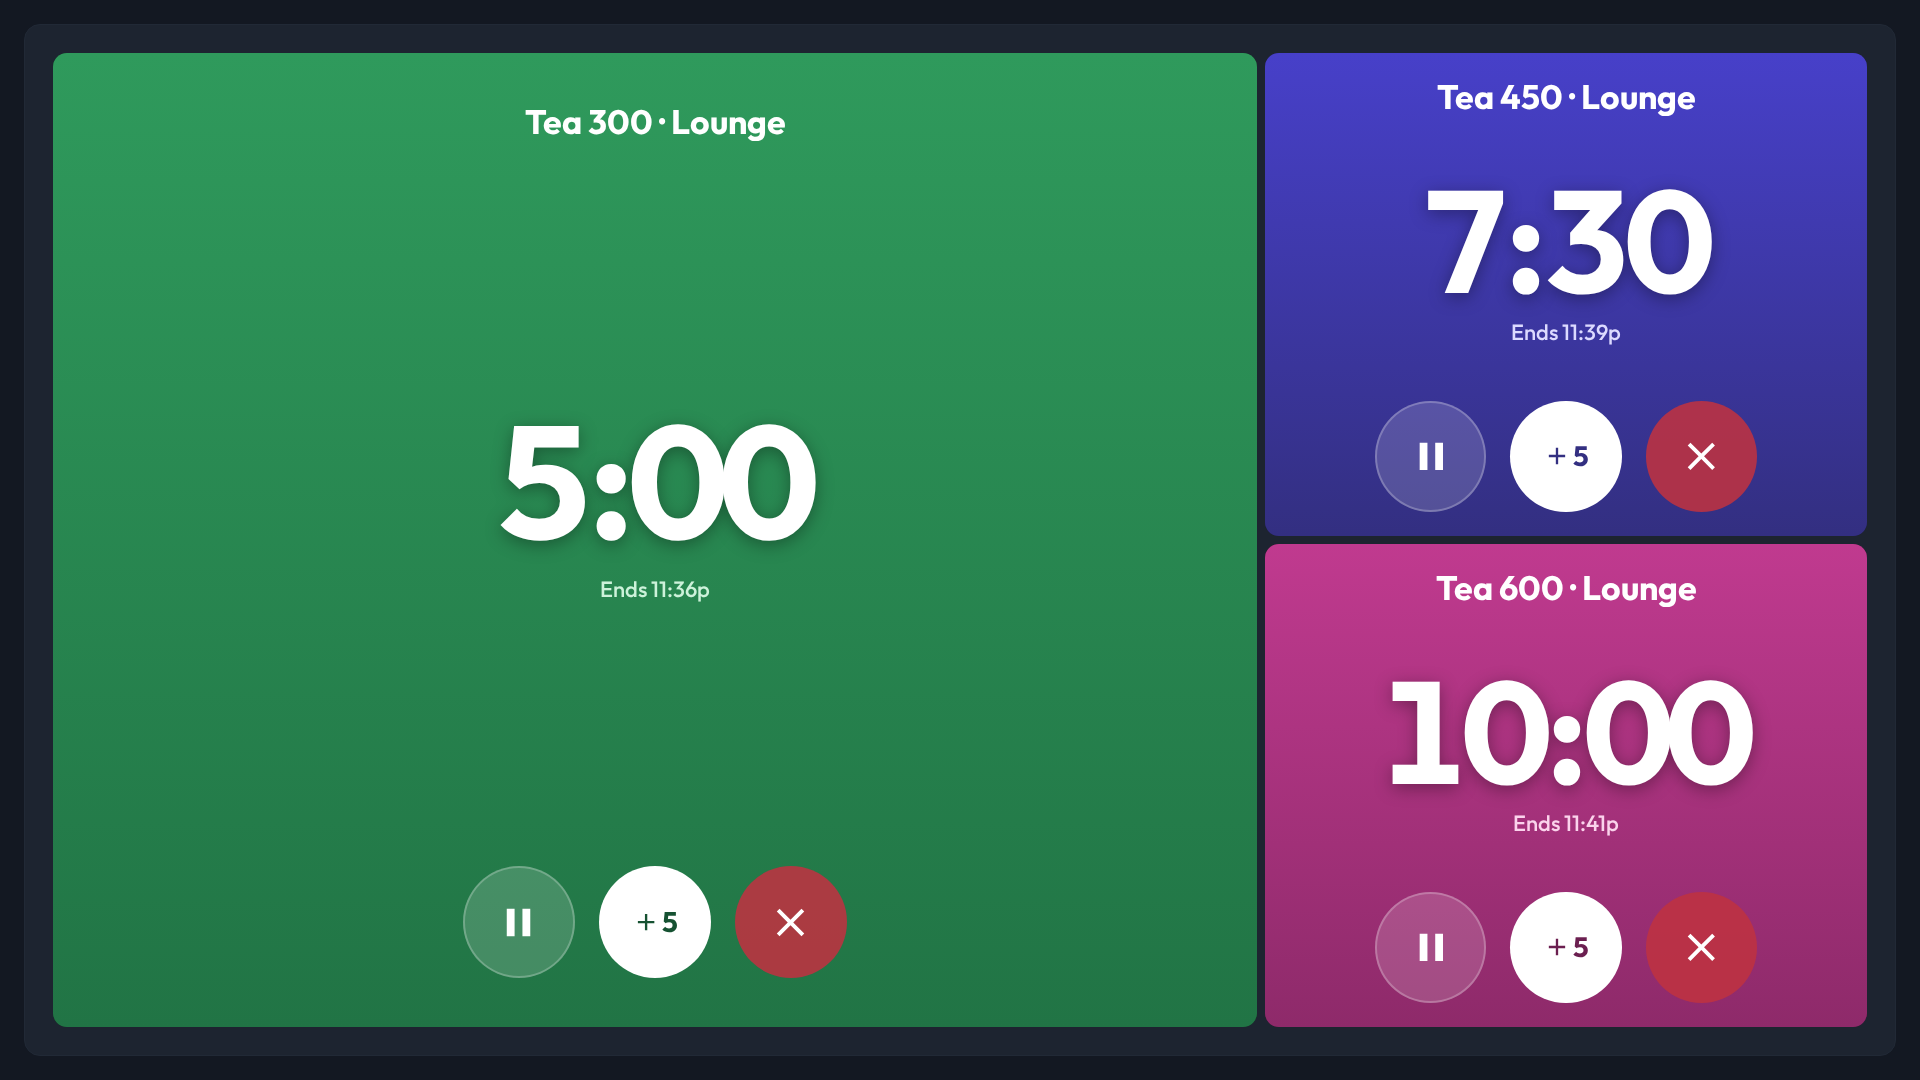 Tea 300 · Lounge
5:00
Ends 11:36p
+ 5
Tea 450 · Lounge
7:30
Ends 11:39p
+ 5
Tea 600 · Lounge
10:00
Ends 11:41p
+ 5